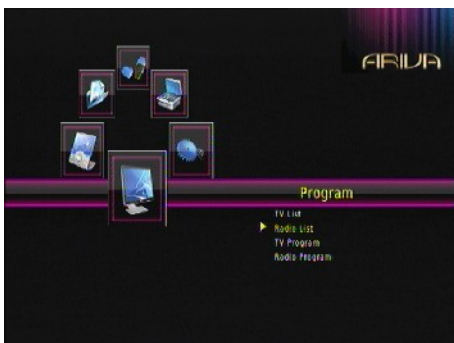 ARIVA
Program
TV List
Radio List
TV Program
Radio Program